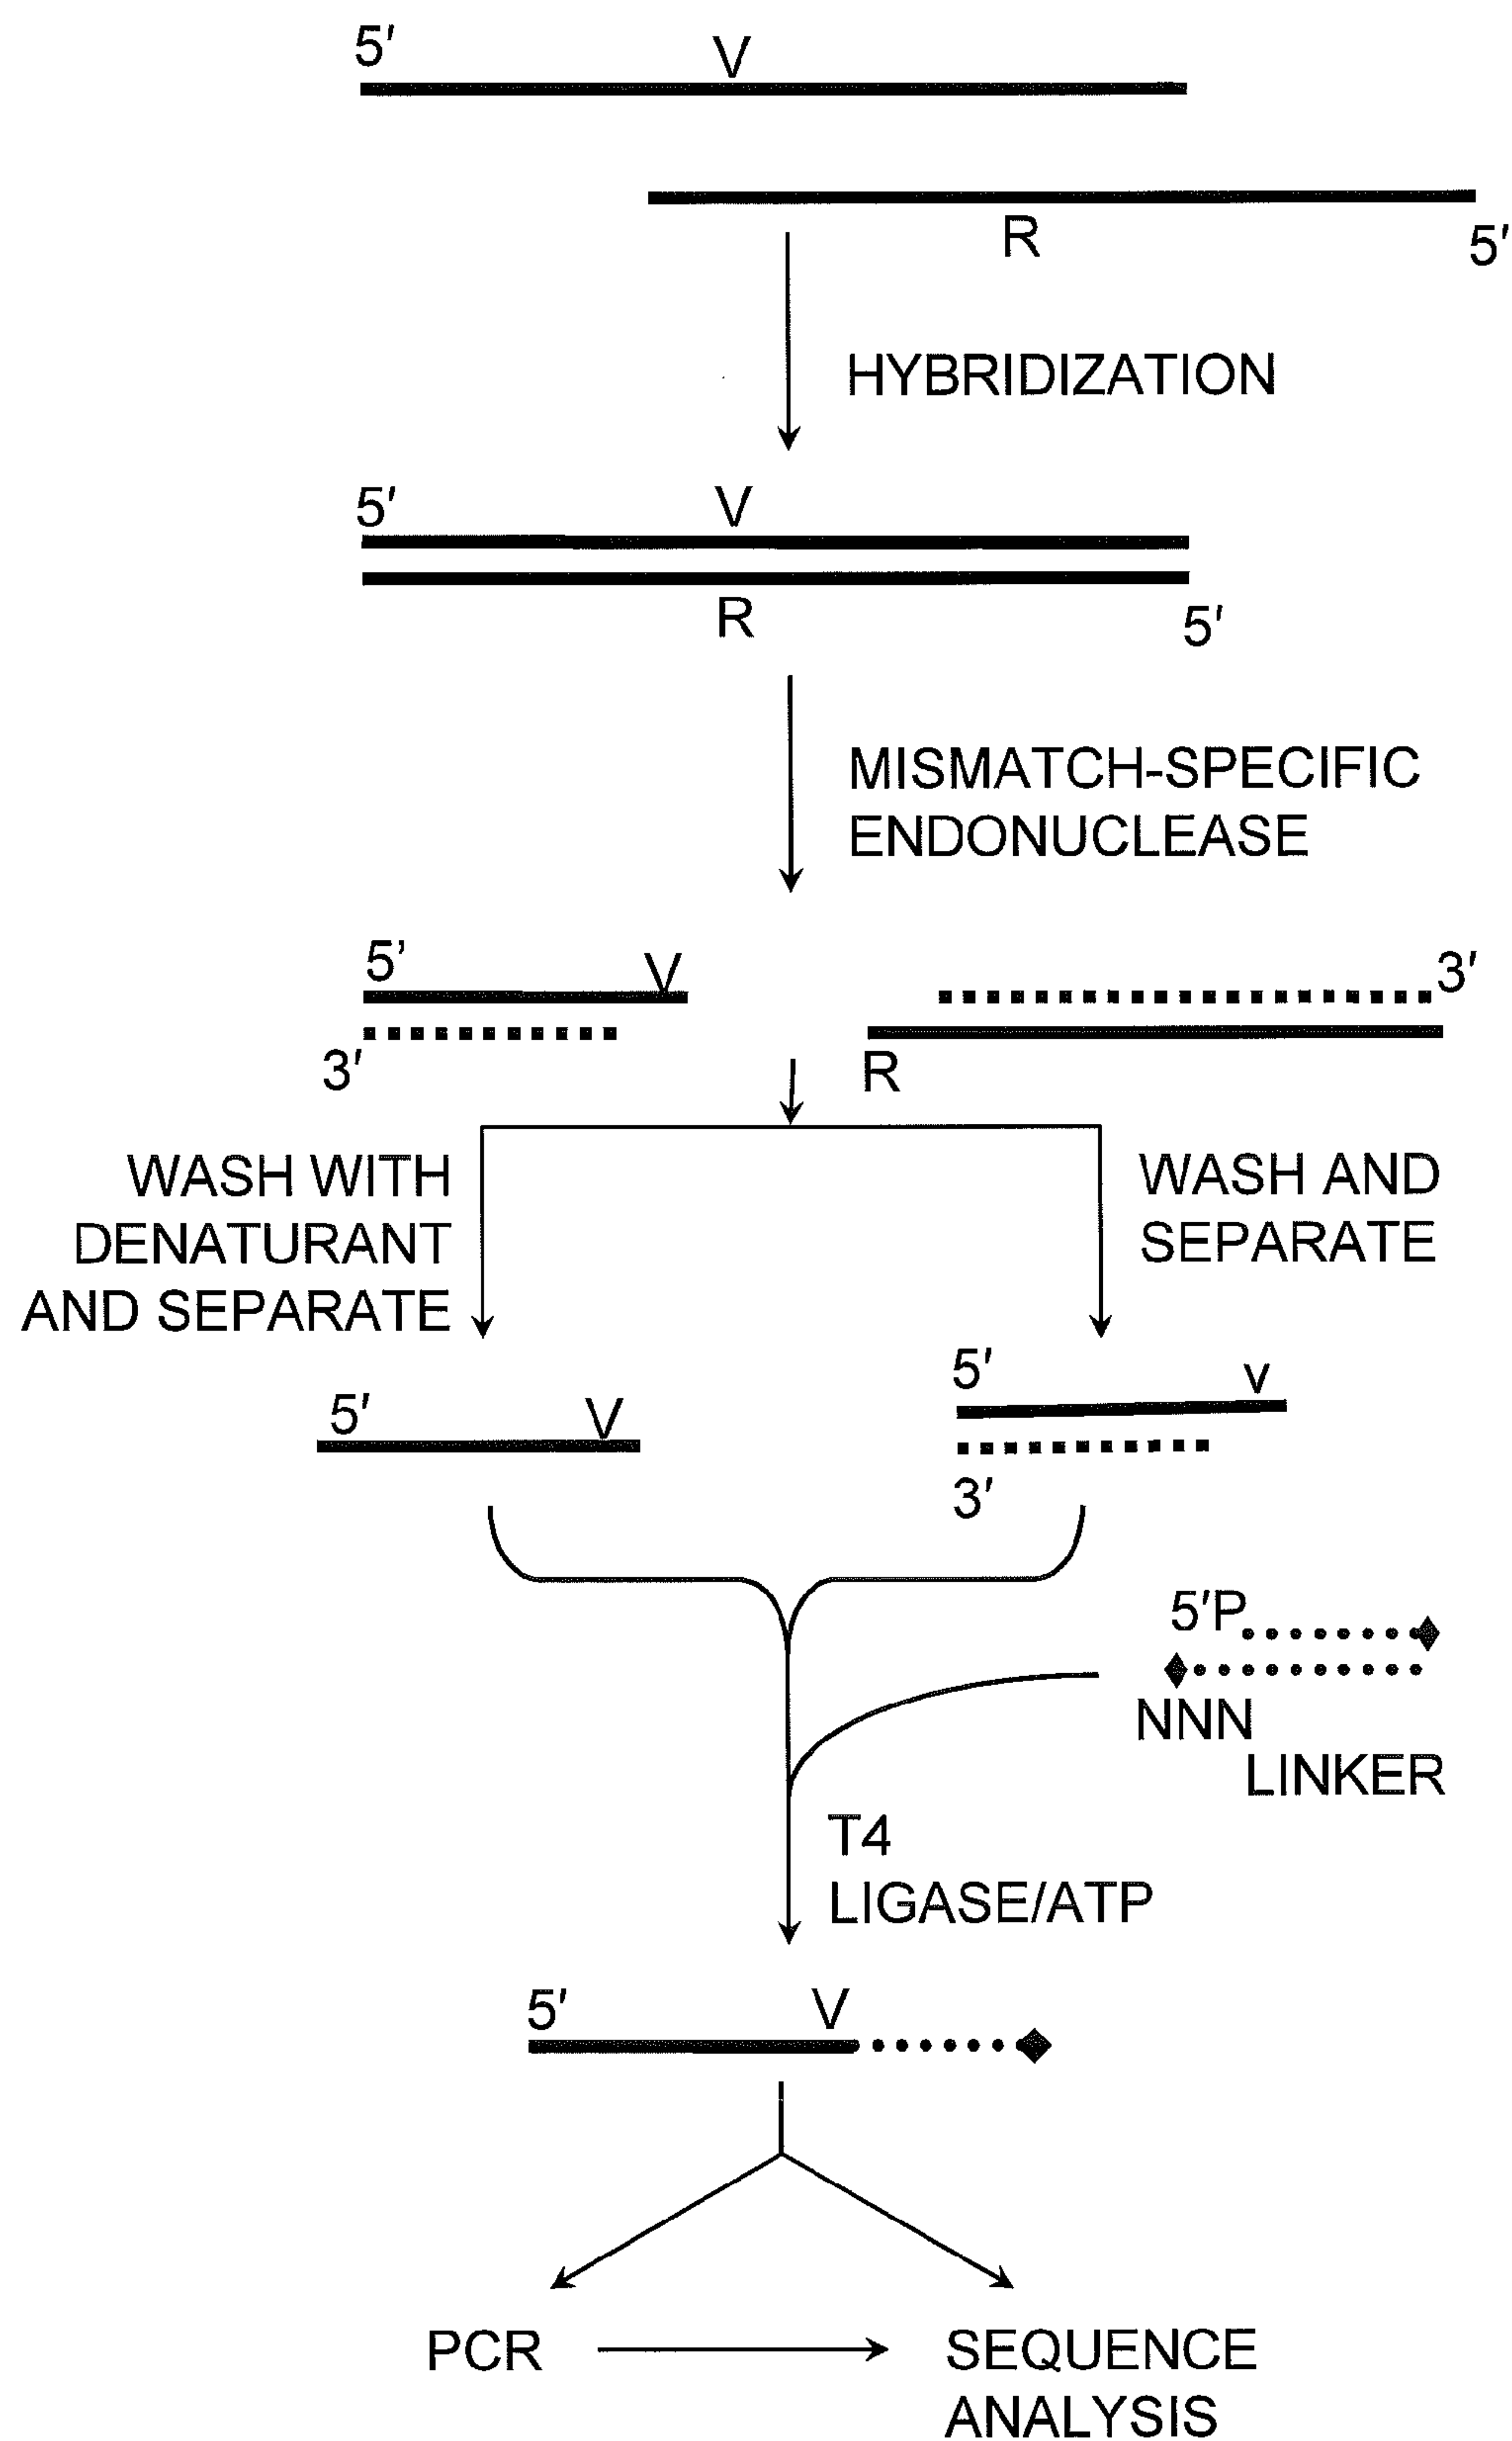 5′
V
R
5′
HYBRIDIZATION
5′
V
R
5′
MISMATCH-SPECIFIC
ENDONUCLEASE
5'
V
3′
3′
R
WASH WITH
DENATURANT
AND SEPARATE
WASH AND
SEPARATE
5′
V
5′
v
3′
5′P
NNN
LINKER
T4
LIGASE/ATP
5′
V
PCR
SEQUENCE
ANALYSIS